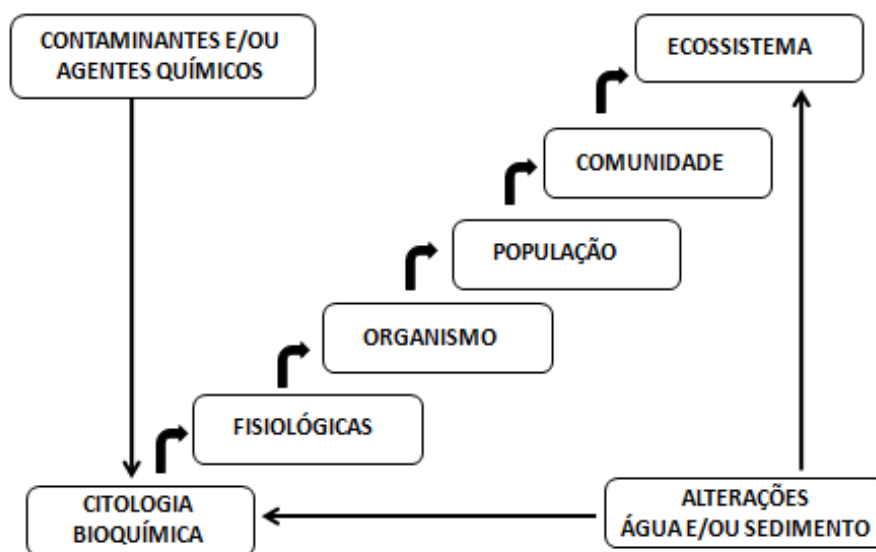 CONTAMINANTES E/OU
AGENTES QUÍMICOS
ECOSSISTEMA
COMUNIDADE
POPULAÇÃO
ORGANISMO
FISIOLÓGICAS
CITOLOGIA
BIOQUÍMICA
ALTERAÇÕES
ÁGUA E/OU SEDIMENTO